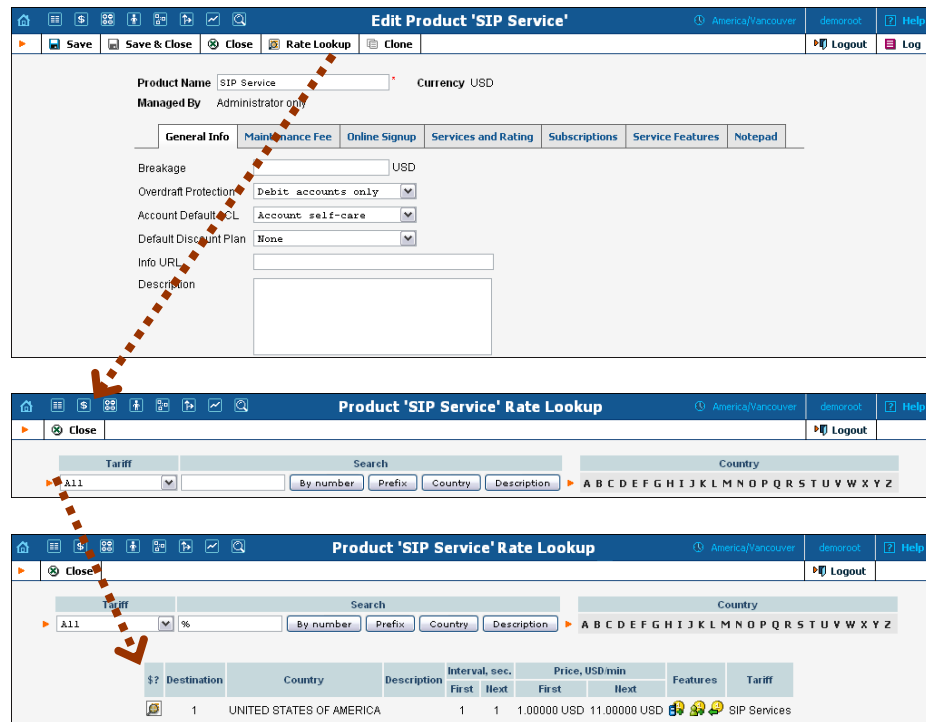 Edit Product 'SIP Service' America/Vancouver demoroot ? Help
Save Save & Close Close Rate Lookup Clone Logout Log
Product Name SIP Service * Currency USD
Managed By Administrator only
General Info Maintenance Fee Online Signup Services and Rating Subscriptions Service Features Notepad
Breakage USD
Overdraft Protection Debit accounts only
Account Default ACL Account self-care
Default Discount Plan None
Info URL
Description
Product 'SIP Service' Rate Lookup America/Vancouver demoroot ? Help
Close Logout
Tariff Search Country
All By number Prefix Country Description A B C D E F G H I J K L M N O P Q R S T U V W X Y Z
Product 'SIP Service' Rate Lookup America/Vancouver demoroot ? Help
Close Logout
Tariff Search Country
All % By number Prefix Country Description A B C D E F G H I J K L M N O P Q R S T U V W X Y Z
$? Destination Country Description Interval, sec. Price, USD/min Features Tariff
First Next First Next
1 UNITED STATES OF AMERICA 1 1 1.00000 USD 11.00000 USD SIP Services